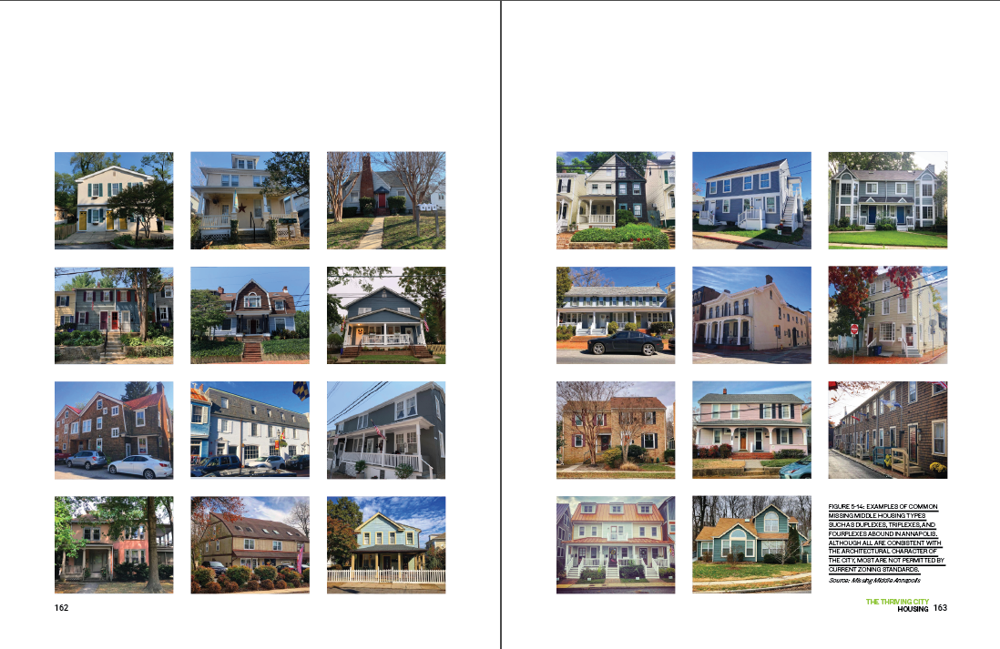 162
FIGURE 5-14: EXAMPLES OF COMMON
MISSING MIDDLE HOUSING TYPES
SUCH AS DUPLEXES, TRIPLEXES, AND
FOURPLEXES ABOUND IN ANNAPOLIS.
ALTHOUGH ALL ARE CONSISTENT WITH
THE ARCHITECTURAL CHARACTER OF
THE CITY, MOST ARE NOT PERMITTED BY
CURRENT ZONING STANDARDS.
Source: Missing Middle Annapolis
THE THRIVING CITY
HOUSING 163